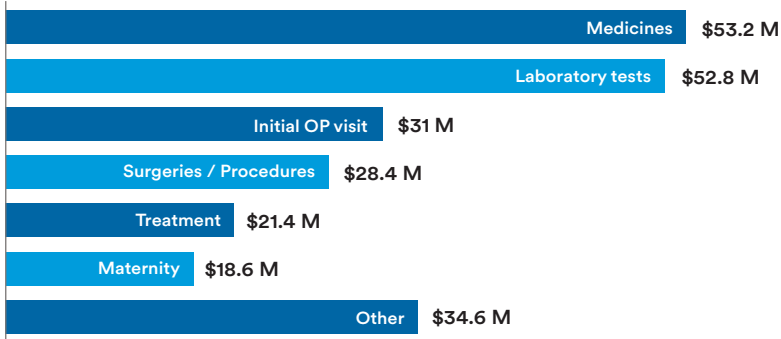 Medicines $53.2 M
Laboratory tests $52.8 M
Initial OP visit $31 M
Surgeries / Procedures $28.4 M
Treatment $21.4 M
Maternity $18.6 M
Other $34.6 M